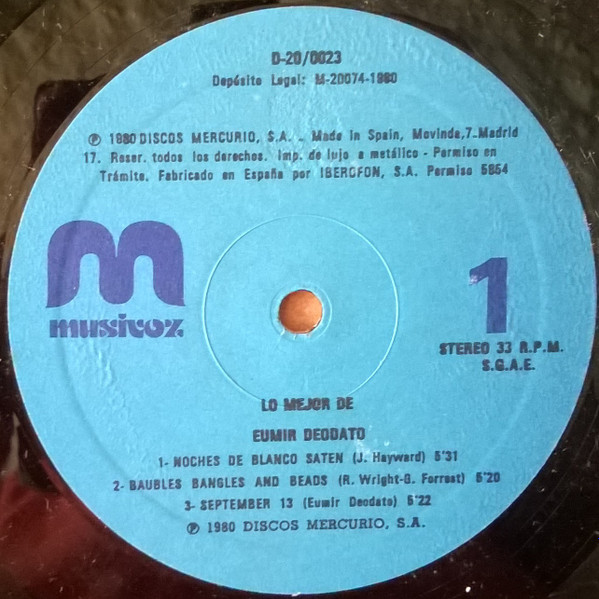 D-20/0023
Depósito Legal: M-20074-1980
℗ 1980 DISCOS MERCURIO, S.A. - Made in Spain, Movinda, 7-Madrid
17. Reser. todos los derechos. Imp. de lujo a metálico - Permiso en
Trámite. Fabricado en España por IBEROFON, S.A. Permiso 5854
m
musivoz
1
STEREO 33 R.P.M.
S.G.A.E.
LO MEJOR DE
EUMIR DEODATO
1- NOCHES DE BLANCO SATEN (J. Hayward) 5'31
2- BAUBLES BANGLES AND BEADS (R. Wright-G. Forrest) 5'20
3- SEPTEMBER 13 (Eumir Deodato) 5'22
℗ 1980 DISCOS MERCURIO, S.A.